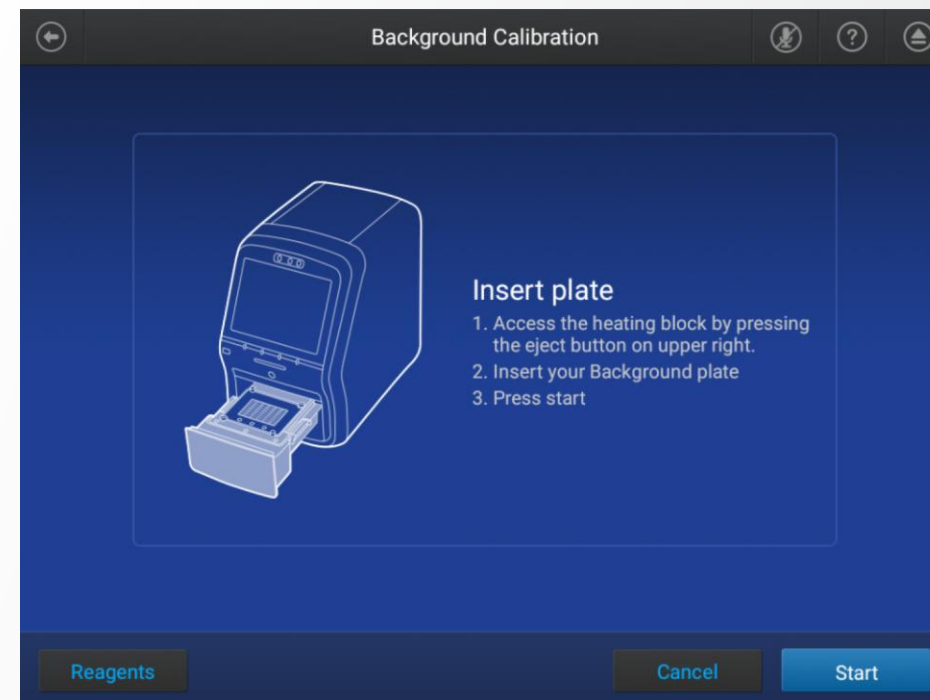 Background Calibration
Insert plate
1. Access the heating block by pressing
the eject button on upper right.
2. Insert your Background plate
3. Press start
Reagents
Cancel
Start